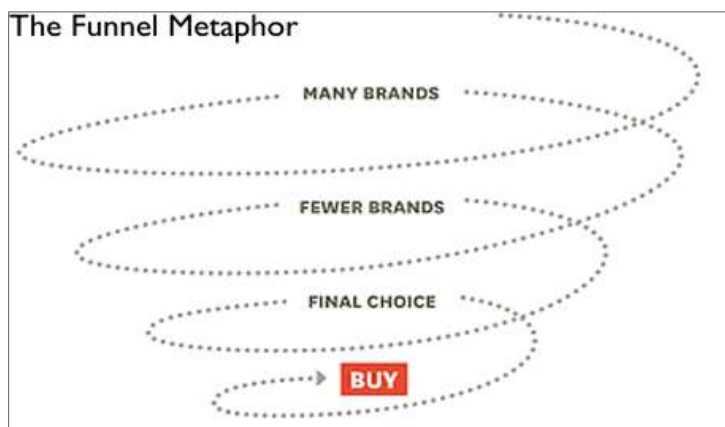 The Funnel Metaphor
MANY BRANDS
FEWER BRANDS
FINAL CHOICE
BUY